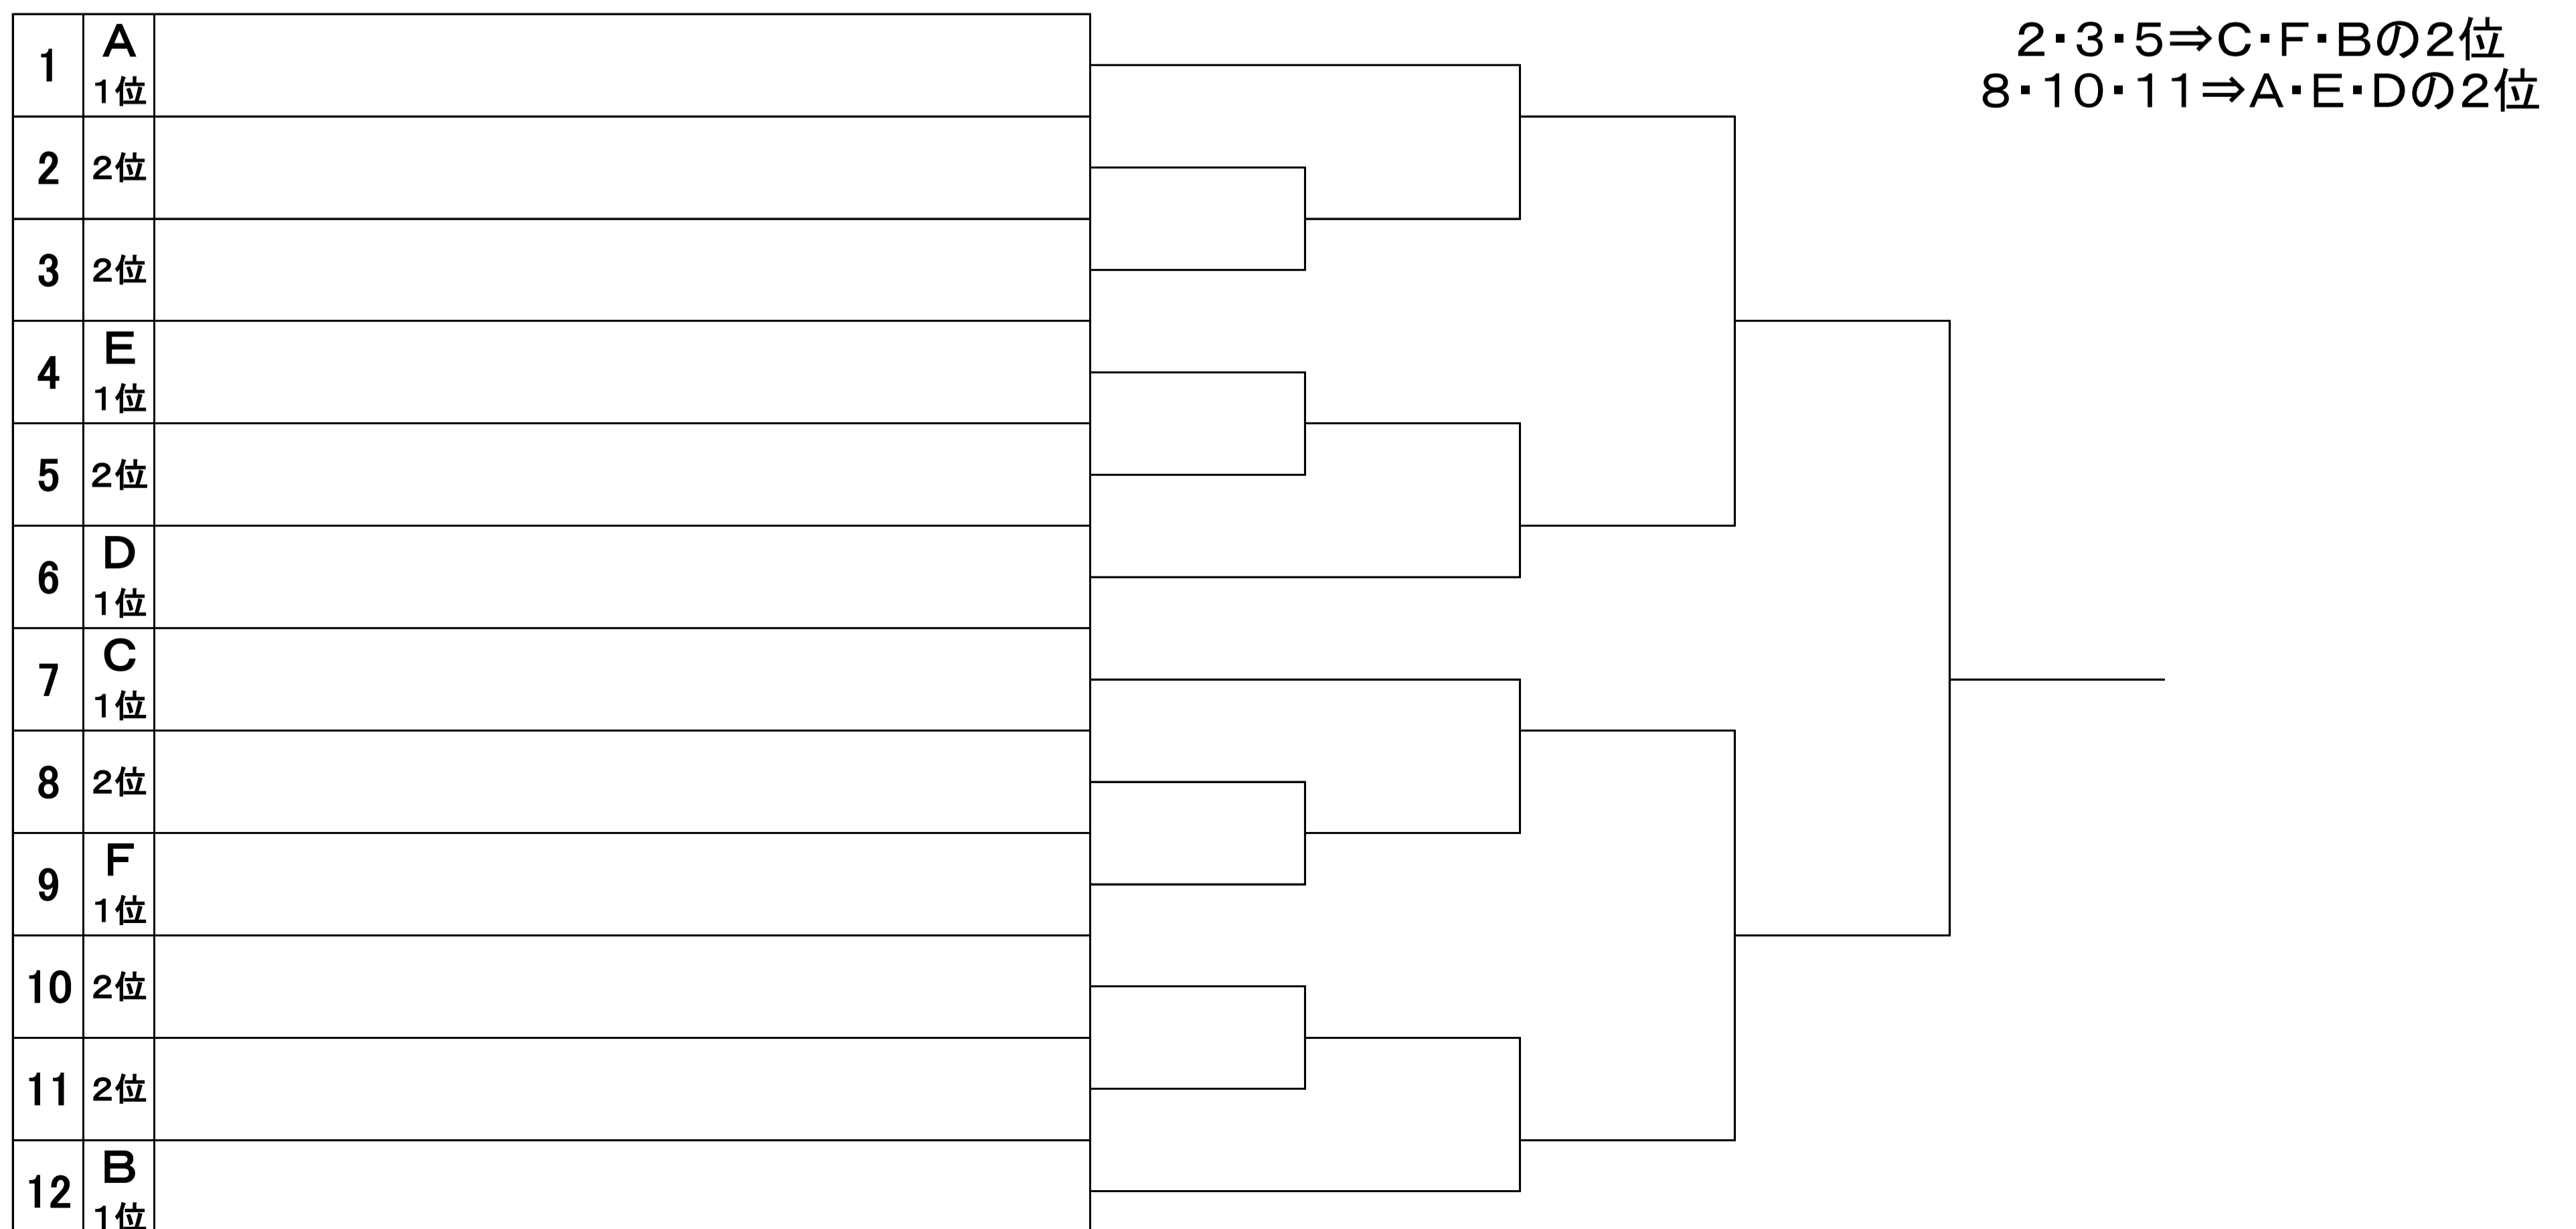 2・3・5⇒C・F・Bの2位
8・10・11⇒A・E・Dの2位
1 A 1位
2 2位
3 2位
4 E 1位
5 2位
6 D 1位
7 C 1位
8 2位
9 F 1位
10 2位
11 2位
12 B 1位